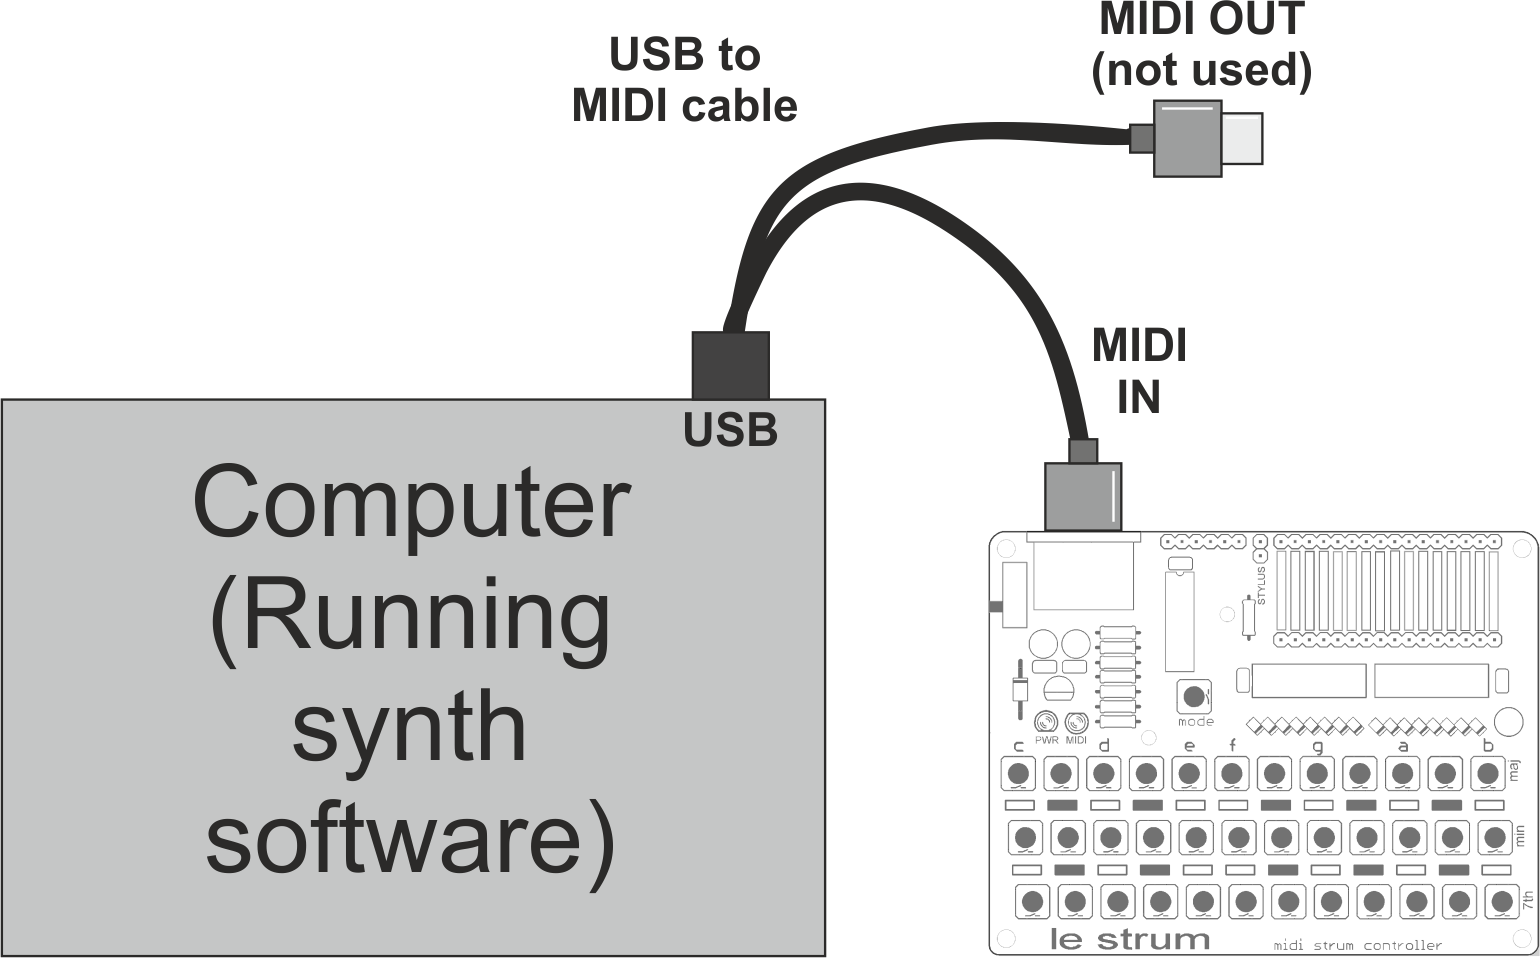 MIDI OUT
(not used)
USB to
MIDI cable
MIDI
IN
USB
Computer
(Running
synth
software)
STYLUS
mode
PWR MIDI
c d e f g a b
maj
min
7th
le strum
midi strum controller